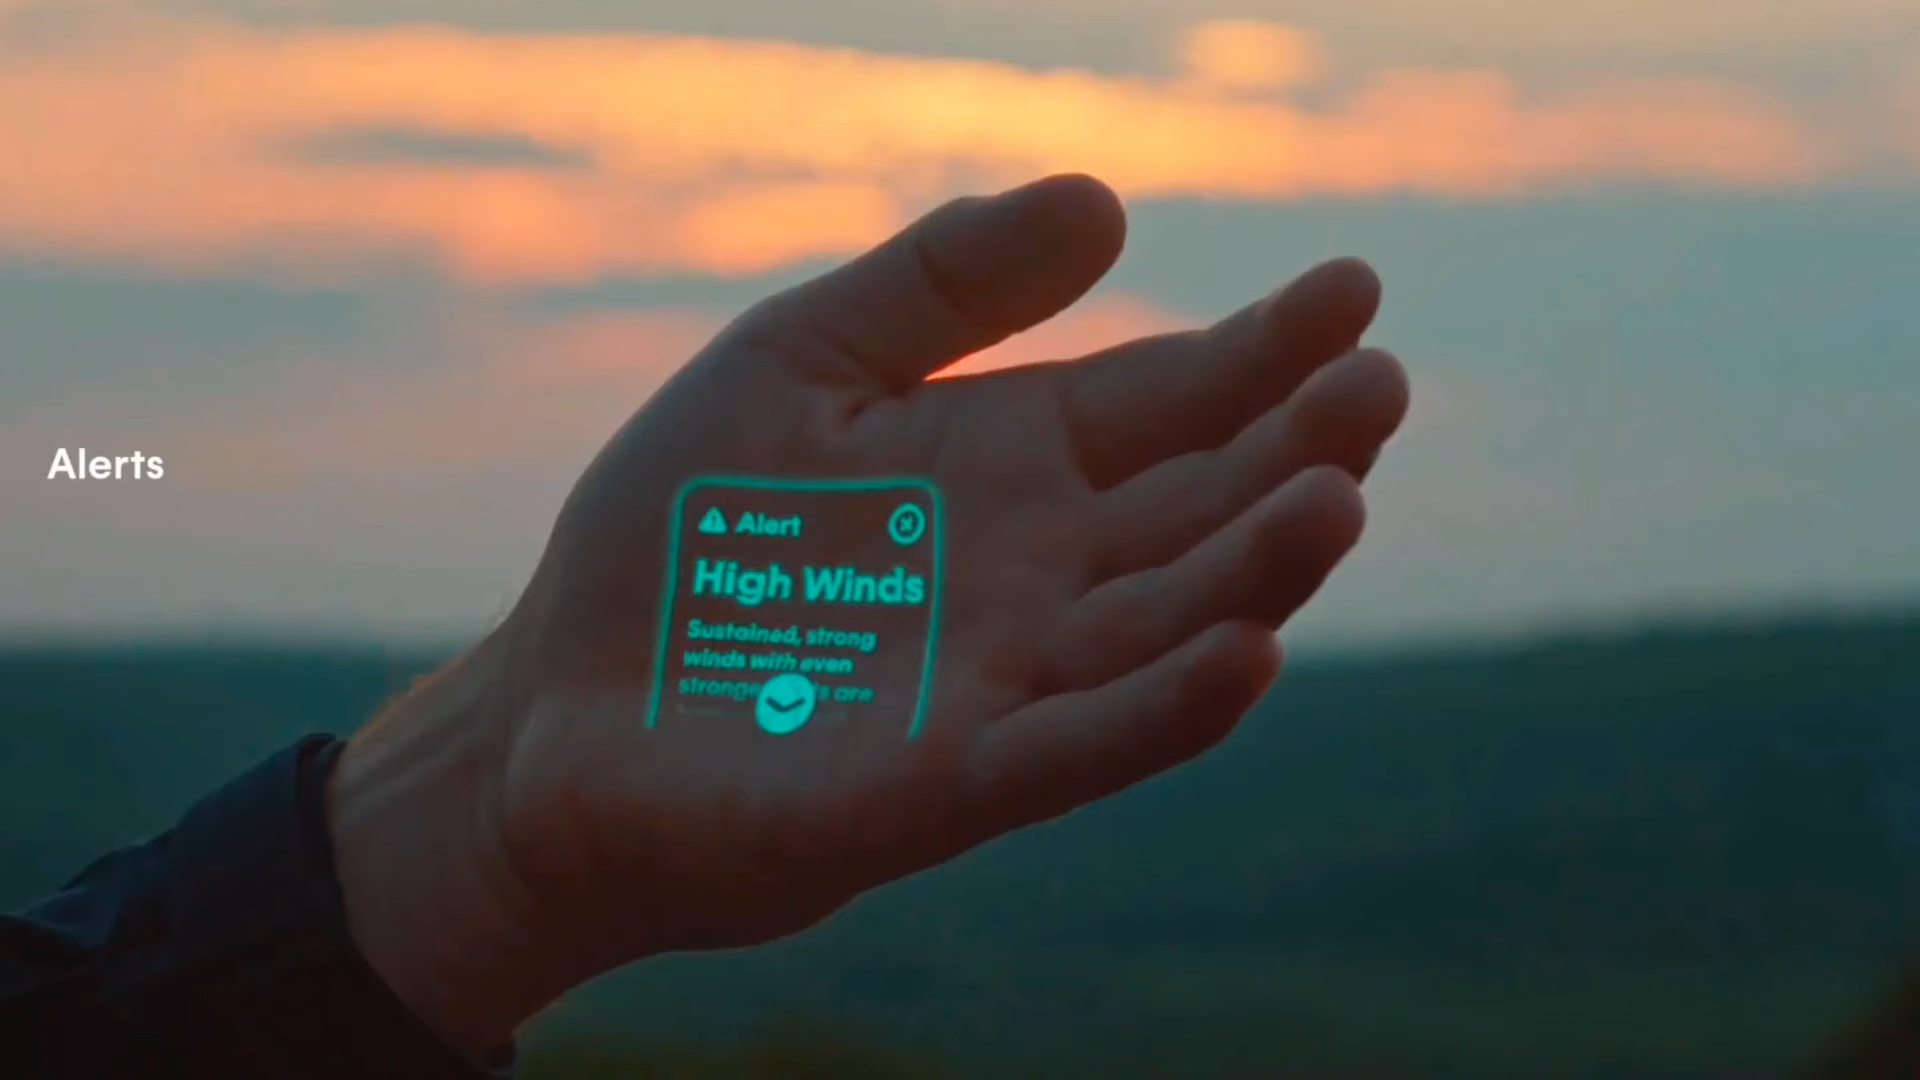 Alerts
Alert
High Winds
Sustained, strong
winds with even
are